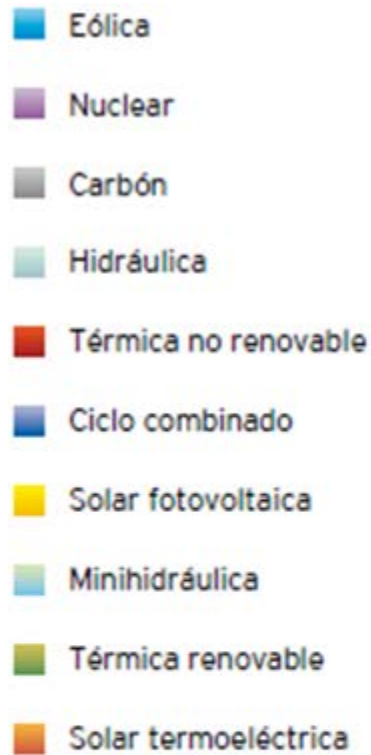 Eólica
Nuclear
Carbón
Hidráulica
Térmica no renovable
Ciclo combinado
Solar fotovoltaica
Minihidráulica
Térmica renovable
Solar termoeléctrica